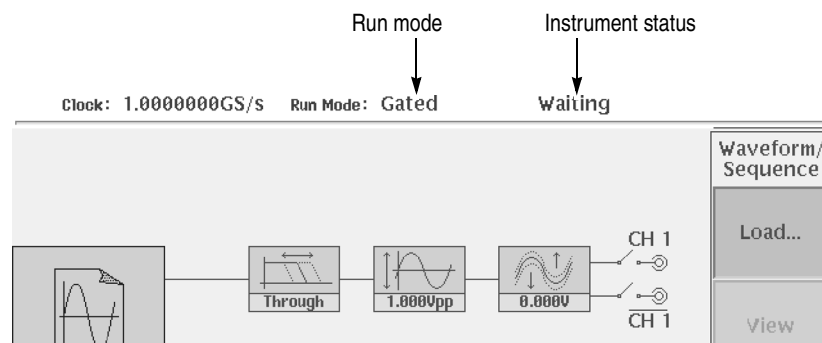 Run mode Instrument status
Clock: 1.0000000GS/s Run Mode: Gated Waiting
Waveform/
Sequence
Load...
CH 1
Through 1.000Vpp 0.000V
CH 1
View